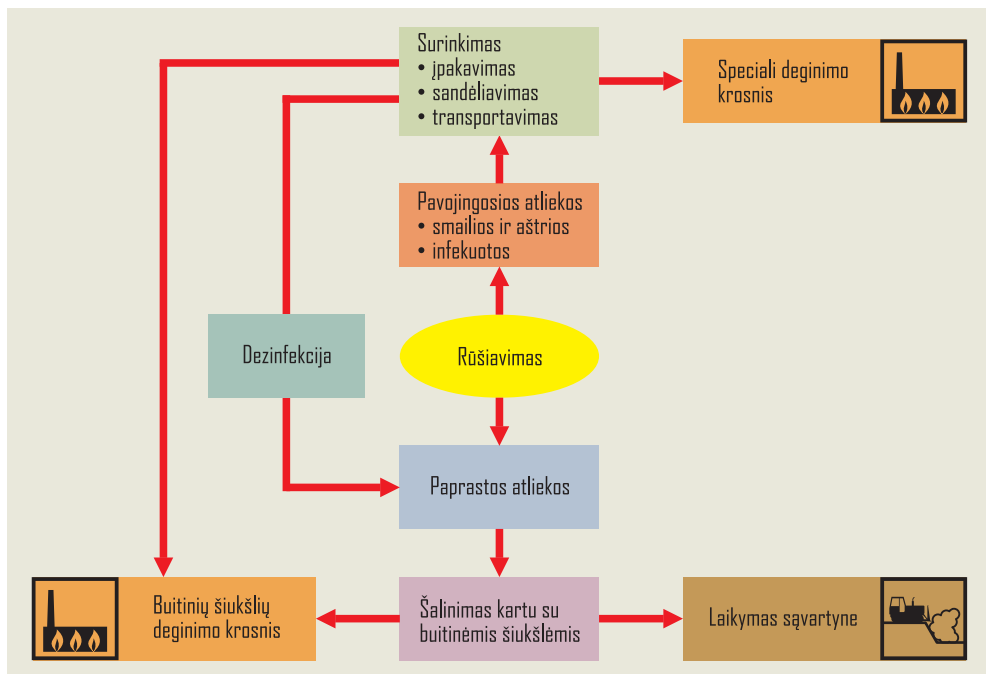 Surinkimas
• įpakavimas
• sandėliavimas
• transportavimas
Speciali deginimo
krosnis
Pavojingosios atliekos
• smailios ir aštrios
• infekuotos
Dezinfekcija
Rūšiavimas
Paprastos atliekos
Buitinių šiukšlių
deginimo krosnis
Šalinimas kartu su
buitinėmis šiukšlėmis
Laikymas sąvartyne